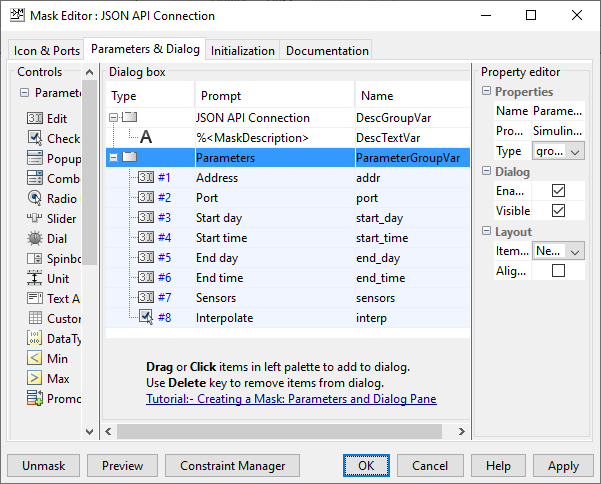 Mask Editor : JSON API Connection
Icon & Ports
Parameters & Dialog
Initialization
Documentation
Controls
Paramete
Edit
Check
Popup
Combo
Radio
Slider
Dial
Spinbo
Unit
Text A
Custor
DataTy
Min
Max
Promo
Dialog box
Type Prompt Name
JSON API Connection DescGroupVar
A %<MaskDescription> DescTextVar
Parameters ParameterGroupVar
#1 Address addr
#2 Port port
#3 Start day start_day
#4 Start time start_time
#5 End day end_day
#6 End time end_time
#7 Sensors sensors
#8 Interpolate interp
Drag or Click items in left palette to add to dialog.
Use Delete key to remove items from dialog.
Tutorial:- Creating a Mask: Parameters and Dialog Pane
Property editor
Properties
Name Parame...
Pro... Simulin...
Type gro...
Dialog
Ena...
Visible
Layout
Item... Ne...
Alig...
Unmask
Preview
Constraint Manager
OK
Cancel
Help
Apply